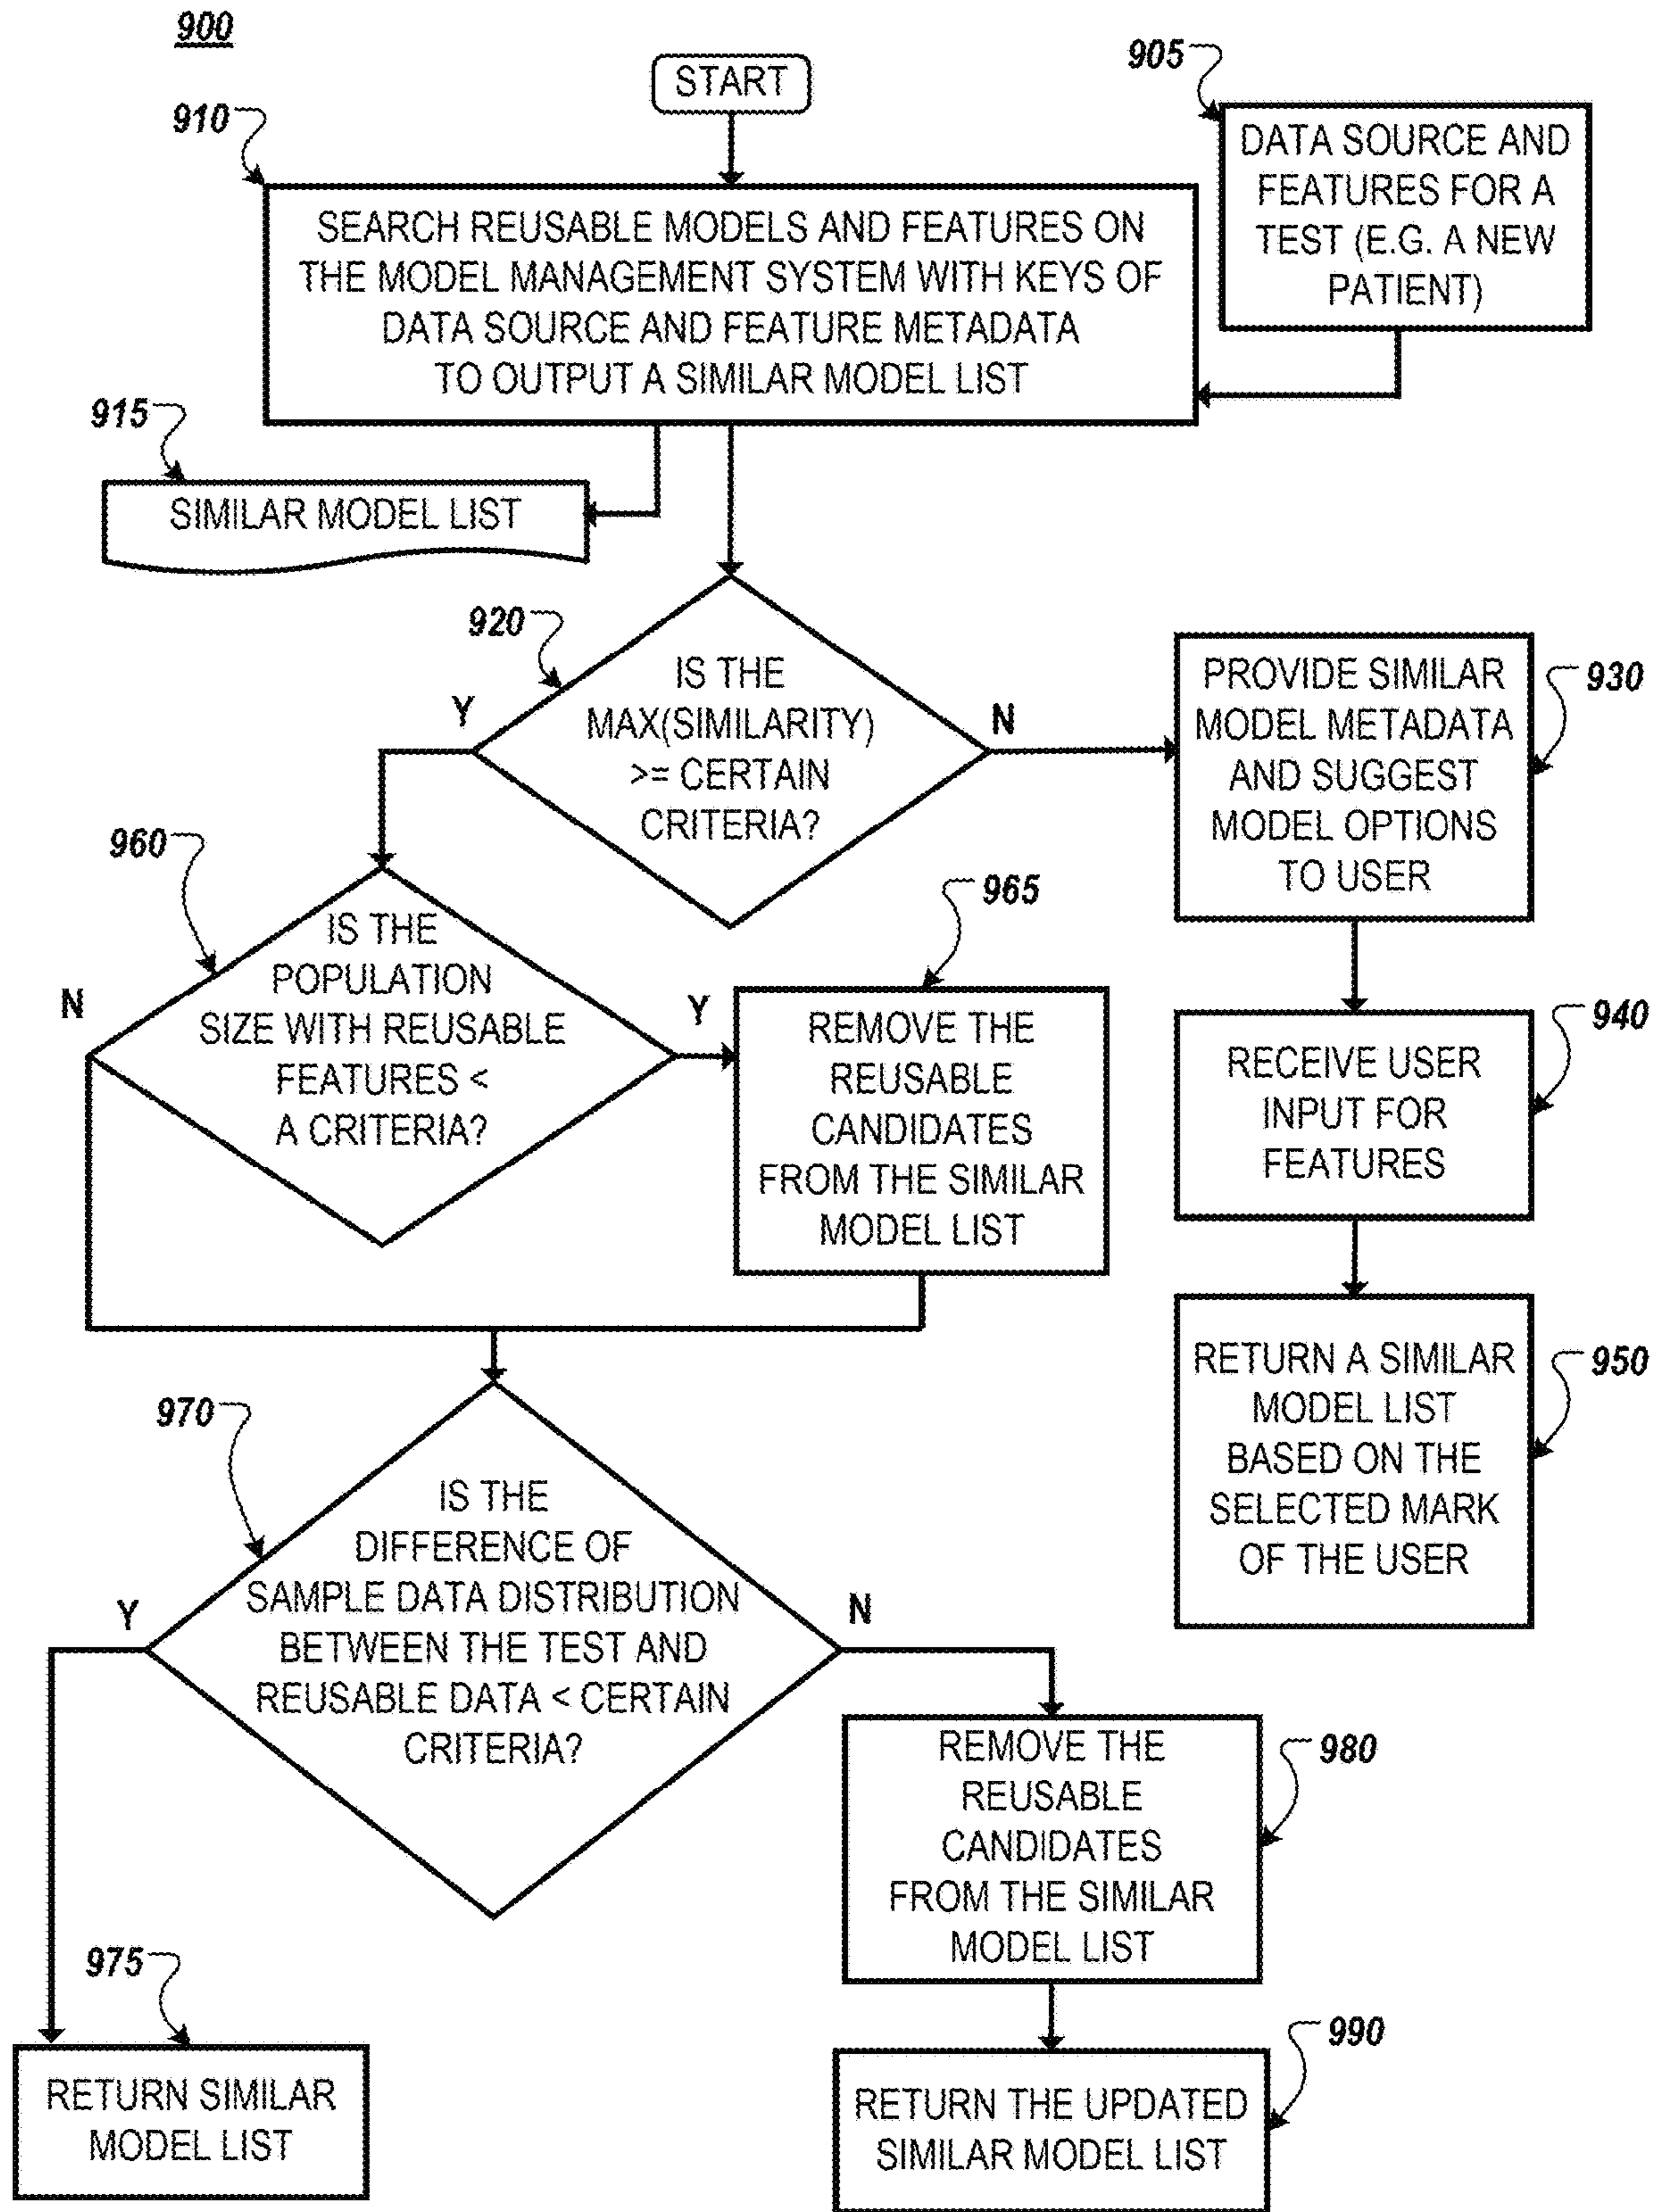 900
START
905
DATA SOURCE AND
FEATURES FOR A
TEST (E.G. A NEW
PATIENT)
910
SEARCH REUSABLE MODELS AND FEATURES ON
THE MODEL MANAGEMENT SYSTEM WITH KEYS OF
DATA SOURCE AND FEATURE METADATA
TO OUTPUT A SIMILAR MODEL LIST
915
SIMILAR MODEL LIST
920
IS THE
MAX(SIMILARITY)
>= CERTAIN
CRITERIA?
Y
N
930
PROVIDE SIMILAR
MODEL METADATA
AND SUGGEST
MODEL OPTIONS
TO USER
960
IS THE
POPULATION
SIZE WITH REUSABLE
FEATURES <
A CRITERIA?
N
Y
965
REMOVE THE
REUSABLE
CANDIDATES
FROM THE SIMILAR
MODEL LIST
940
RECEIVE USER
INPUT FOR
FEATURES
950
RETURN A SIMILAR
MODEL LIST
BASED ON THE
SELECTED MARK
OF THE USER
970
IS THE
DIFFERENCE OF
SAMPLE DATA DISTRIBUTION
BETWEEN THE TEST AND
REUSABLE DATA < CERTAIN
CRITERIA?
Y
N
980
REMOVE THE
REUSABLE
CANDIDATES
FROM THE SIMILAR
MODEL LIST
975
RETURN SIMILAR
MODEL LIST
990
RETURN THE UPDATED
SIMILAR MODEL LIST